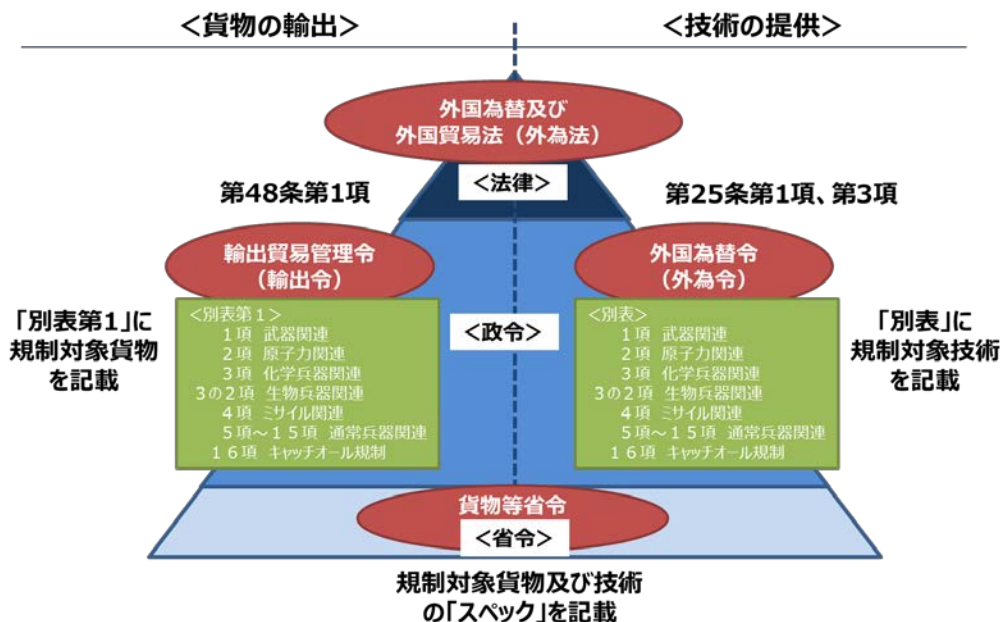 ＜貨物の輸出＞
＜技術の提供＞
外国為替及び
外国貿易法（外為法）
＜法律＞
第48条第1項
第25条第1項、第3項
輸出貿易管理令
（輸出令）
外国為替令
（外為令）
「別表第1」に
規制対象貨物
を記載
＜別表第１＞
１項 武器関連
２項 原子力関連
３項 化学兵器関連
３の２項 生物兵器関連
４項 ミサイル関連
５項～１５項 通常兵器関連
１６項 キャッチオール規制
＜政令＞
＜別表＞
１項 武器関連
２項 原子力関連
３項 化学兵器関連
３の２項 生物兵器関連
４項 ミサイル関連
５項～１５項 通常兵器関連
１６項 キャッチオール規制
「別表」に
規制対象技術
を記載
貨物等省令
＜省令＞
規制対象貨物及び技術
の「スペック」を記載